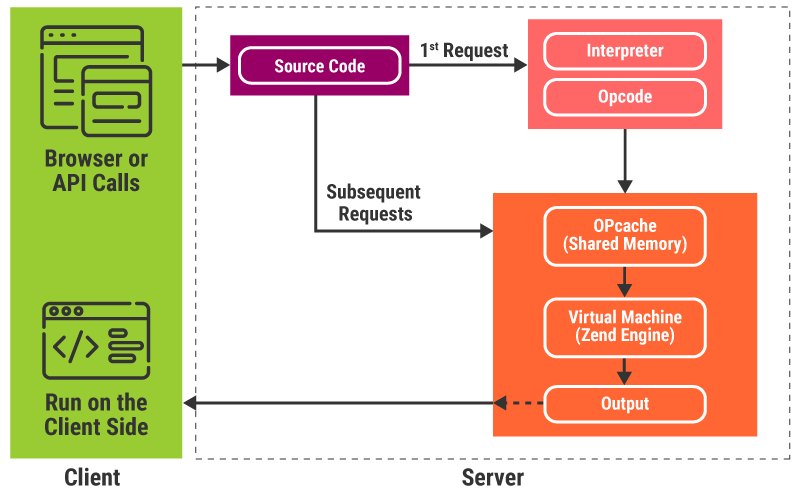 Browser or
API Calls
Run on the
Client Side
Client
Source Code
1st Request
Subsequent
Requests
Interpreter
Opcode
OPcache
(Shared Memory)
Virtual Machine
(Zend Engine)
Output
Server